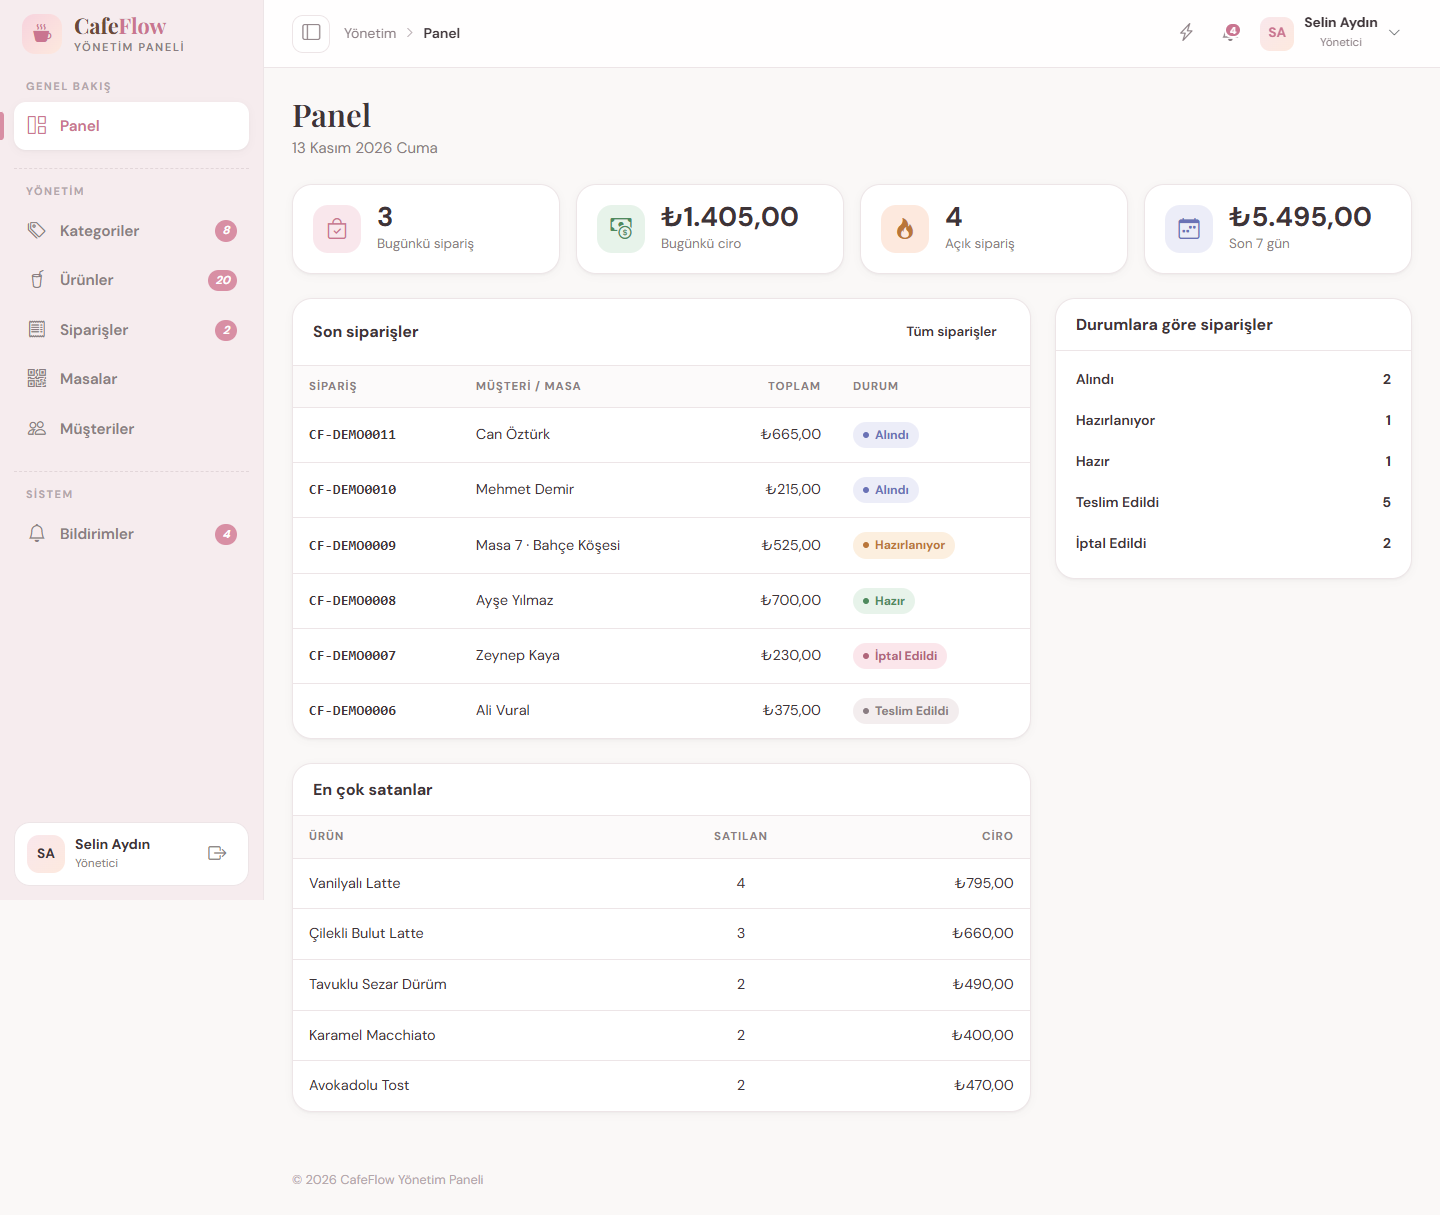 CafeFlow
YÖNETİM PANELİ
GENEL BAKIŞ
Panel
YÖNETİM
Kategoriler 8
Ürünler 20
Siparişler 2
Masalar
Müşteriler
SİSTEM
Bildirimler 4
SA Selin Aydın
Yönetici
Yönetim Panel
4
SA Selin Aydın
Yönetici
Panel
13 Kasım 2026 Cuma
3
Bugünkü sipariş
₺1.405,00
Bugünkü ciro
4
Açık sipariş
₺5.495,00
Son 7 gün
Son siparişler Tüm siparişler
SİPARİŞ MÜŞTERİ / MASA TOPLAM DURUM
CF-DEMO0011 Can Öztürk ₺665,00 Alındı
CF-DEMO0010 Mehmet Demir ₺215,00 Alındı
CF-DEMO0009 Masa 7 · Bahçe Köşesi ₺525,00 Hazırlanıyor
CF-DEMO0008 Ayşe Yılmaz ₺700,00 Hazır
CF-DEMO0007 Zeynep Kaya ₺230,00 İptal Edildi
CF-DEMO0006 Ali Vural ₺375,00 Teslim Edildi
Durumlara göre siparişler
Alındı 2
Hazırlanıyor 1
Hazır 1
Teslim Edildi 5
İptal Edildi 2
En çok satanlar
ÜRÜN SATILAN CİRO
Vanilyalı Latte 4 ₺795,00
Çilekli Bulut Latte 3 ₺660,00
Tavuklu Sezar Dürüm 2 ₺490,00
Karamel Macchiato 2 ₺400,00
Avokadolu Tost 2 ₺470,00
© 2026 CafeFlow Yönetim Paneli